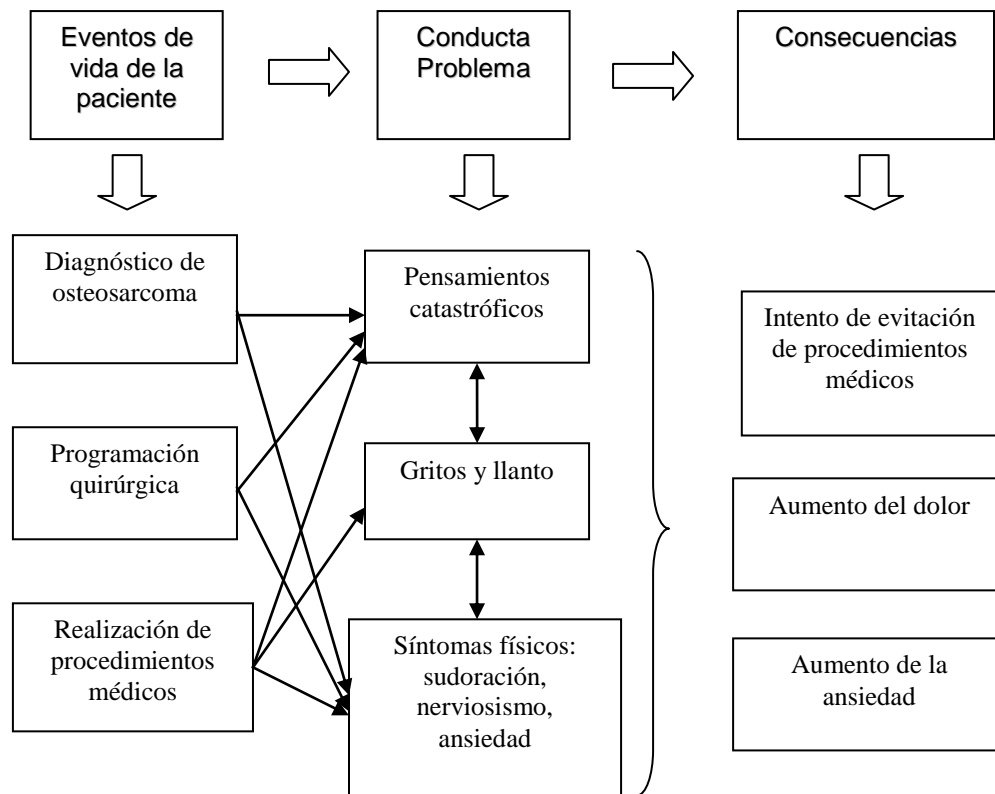 Eventos de
vida de la
paciente
Conducta
Problema
Consecuencias
Diagnóstico de
osteosarcoma
Programación
quirúrgica
Realización de
procedimientos
médicos
Pensamientos
catastróficos
Gritos y llanto
Síntomas físicos:
sudoración,
nerviosismo,
ansiedad
Intento de evitación
de procedimientos
médicos
Aumento del dolor
Aumento de la
ansiedad